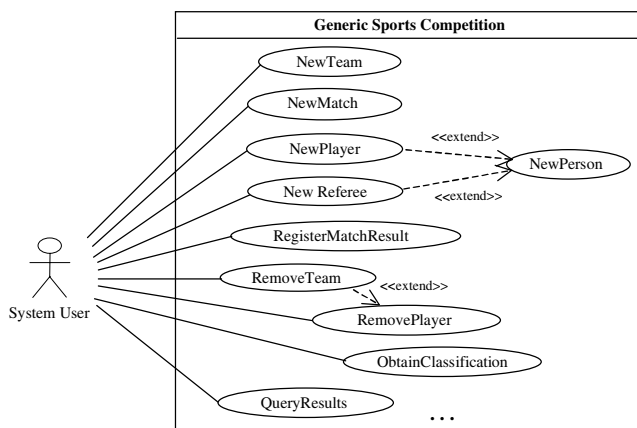 Generic Sports Competition
NewTeam
NewMatch
NewPlayer
<<extend>>
NewPerson
New Referee
<<extend>>
RegisterMatchResult
RemoveTeam
<<extend>>
System User
RemovePlayer
ObtainClassification
QueryResults
...